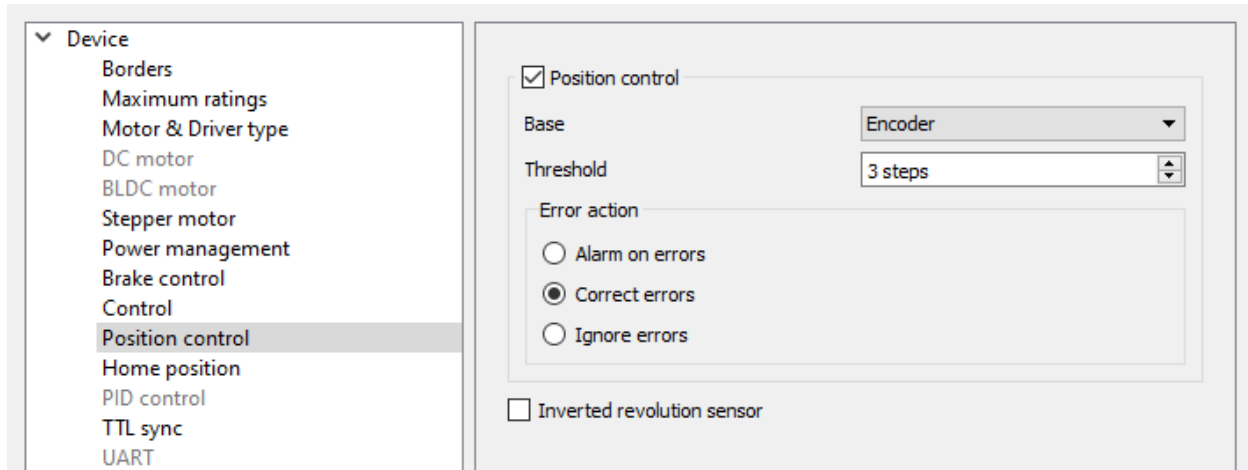 Device
Borders
Maximum ratings
Motor & Driver type
DC motor
BLDC motor
Stepper motor
Power management
Brake control
Control
Position control
Home position
PID control
TTL sync
UART
Position control
Base Encoder
Threshold 3 steps
Error action
Alarm on errors
Correct errors
Ignore errors
Inverted revolution sensor